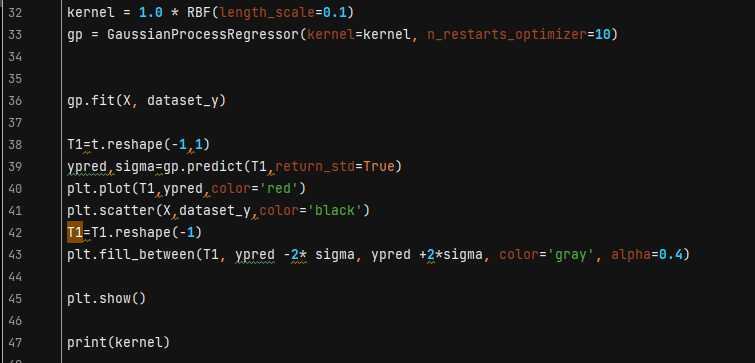 32 kernel = 1.0 * RBF(length_scale=0.1)
33 gp = GaussianProcessRegressor(kernel=kernel, n_restarts_optimizer=10)
34
35
36 gp.fit(X, dataset_y)
37
38 T1=t.reshape(-1,1)
39 ypred,sigma=gp.predict(T1,return_std=True)
40 plt.plot(T1,ypred,color='red')
41 plt.scatter(X,dataset_y,color='black')
42 T1=T1.reshape(-1)
43 plt.fill_between(T1, ypred -2* sigma, ypred +2*sigma, color='gray', alpha=0.4)
44
45 plt.show()
46
47 print(kernel)